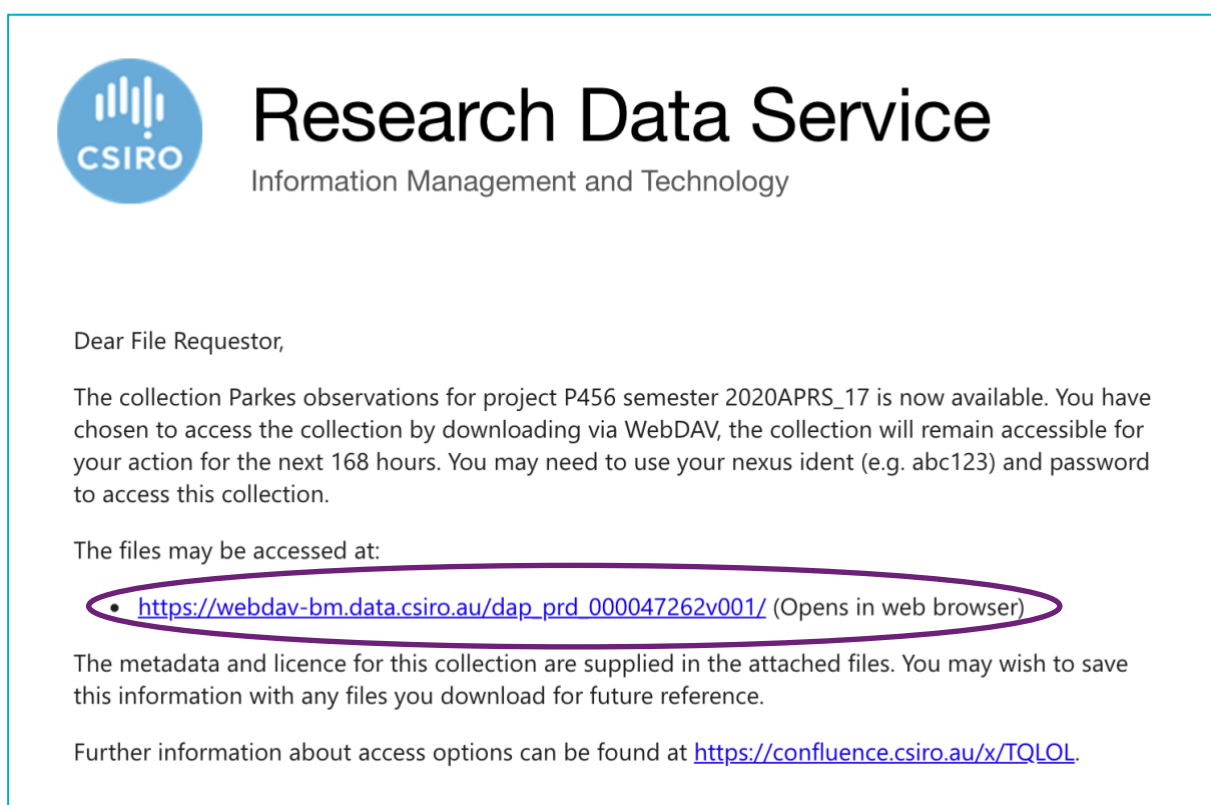 CSIRO
Research Data Service
Information Management and Technology
Dear File Requestor,
The collection Parkes observations for project P456 semester 2020APRS_17 is now available. You have
chosen to access the collection by downloading via WebDAV, the collection will remain accessible for
your action for the next 168 hours. You may need to use your nexus ident (e.g. abc123) and password
to access this collection.
The files may be accessed at:
• https://webdav-bm.data.csiro.au/dap_prd_000047262v001/ (Opens in web browser)
The metadata and licence for this collection are supplied in the attached files. You may wish to save
this information with any files you download for future reference.
Further information about access options can be found at https://confluence.csiro.au/x/TQLOL.